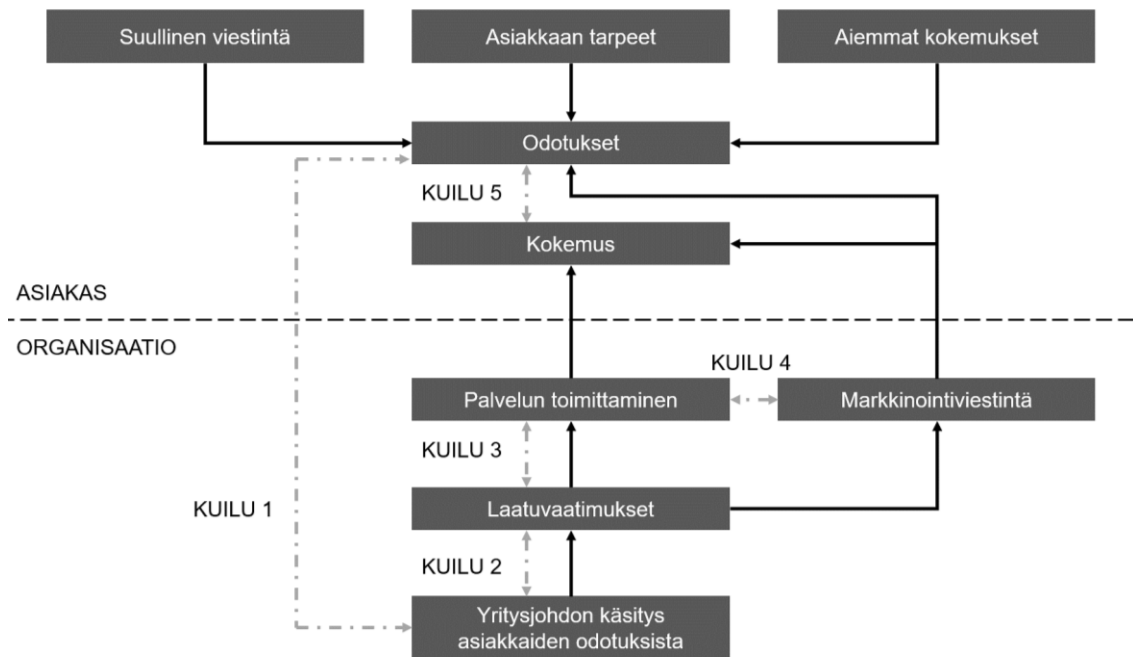 Suullinen viestintä
Asiakkaan tarpeet
Aiemmat kokemukset
Odotukset
KUILU 5
Kokemus
ASIAKAS
ORGANISAATIO
KUILU 4
Palvelun toimittaminen
Markkinointiviestintä
KUILU 3
KUILU 1
Laatuvaatimukset
KUILU 2
Yritysjohdon käsitys
asiakkaiden odotuksista